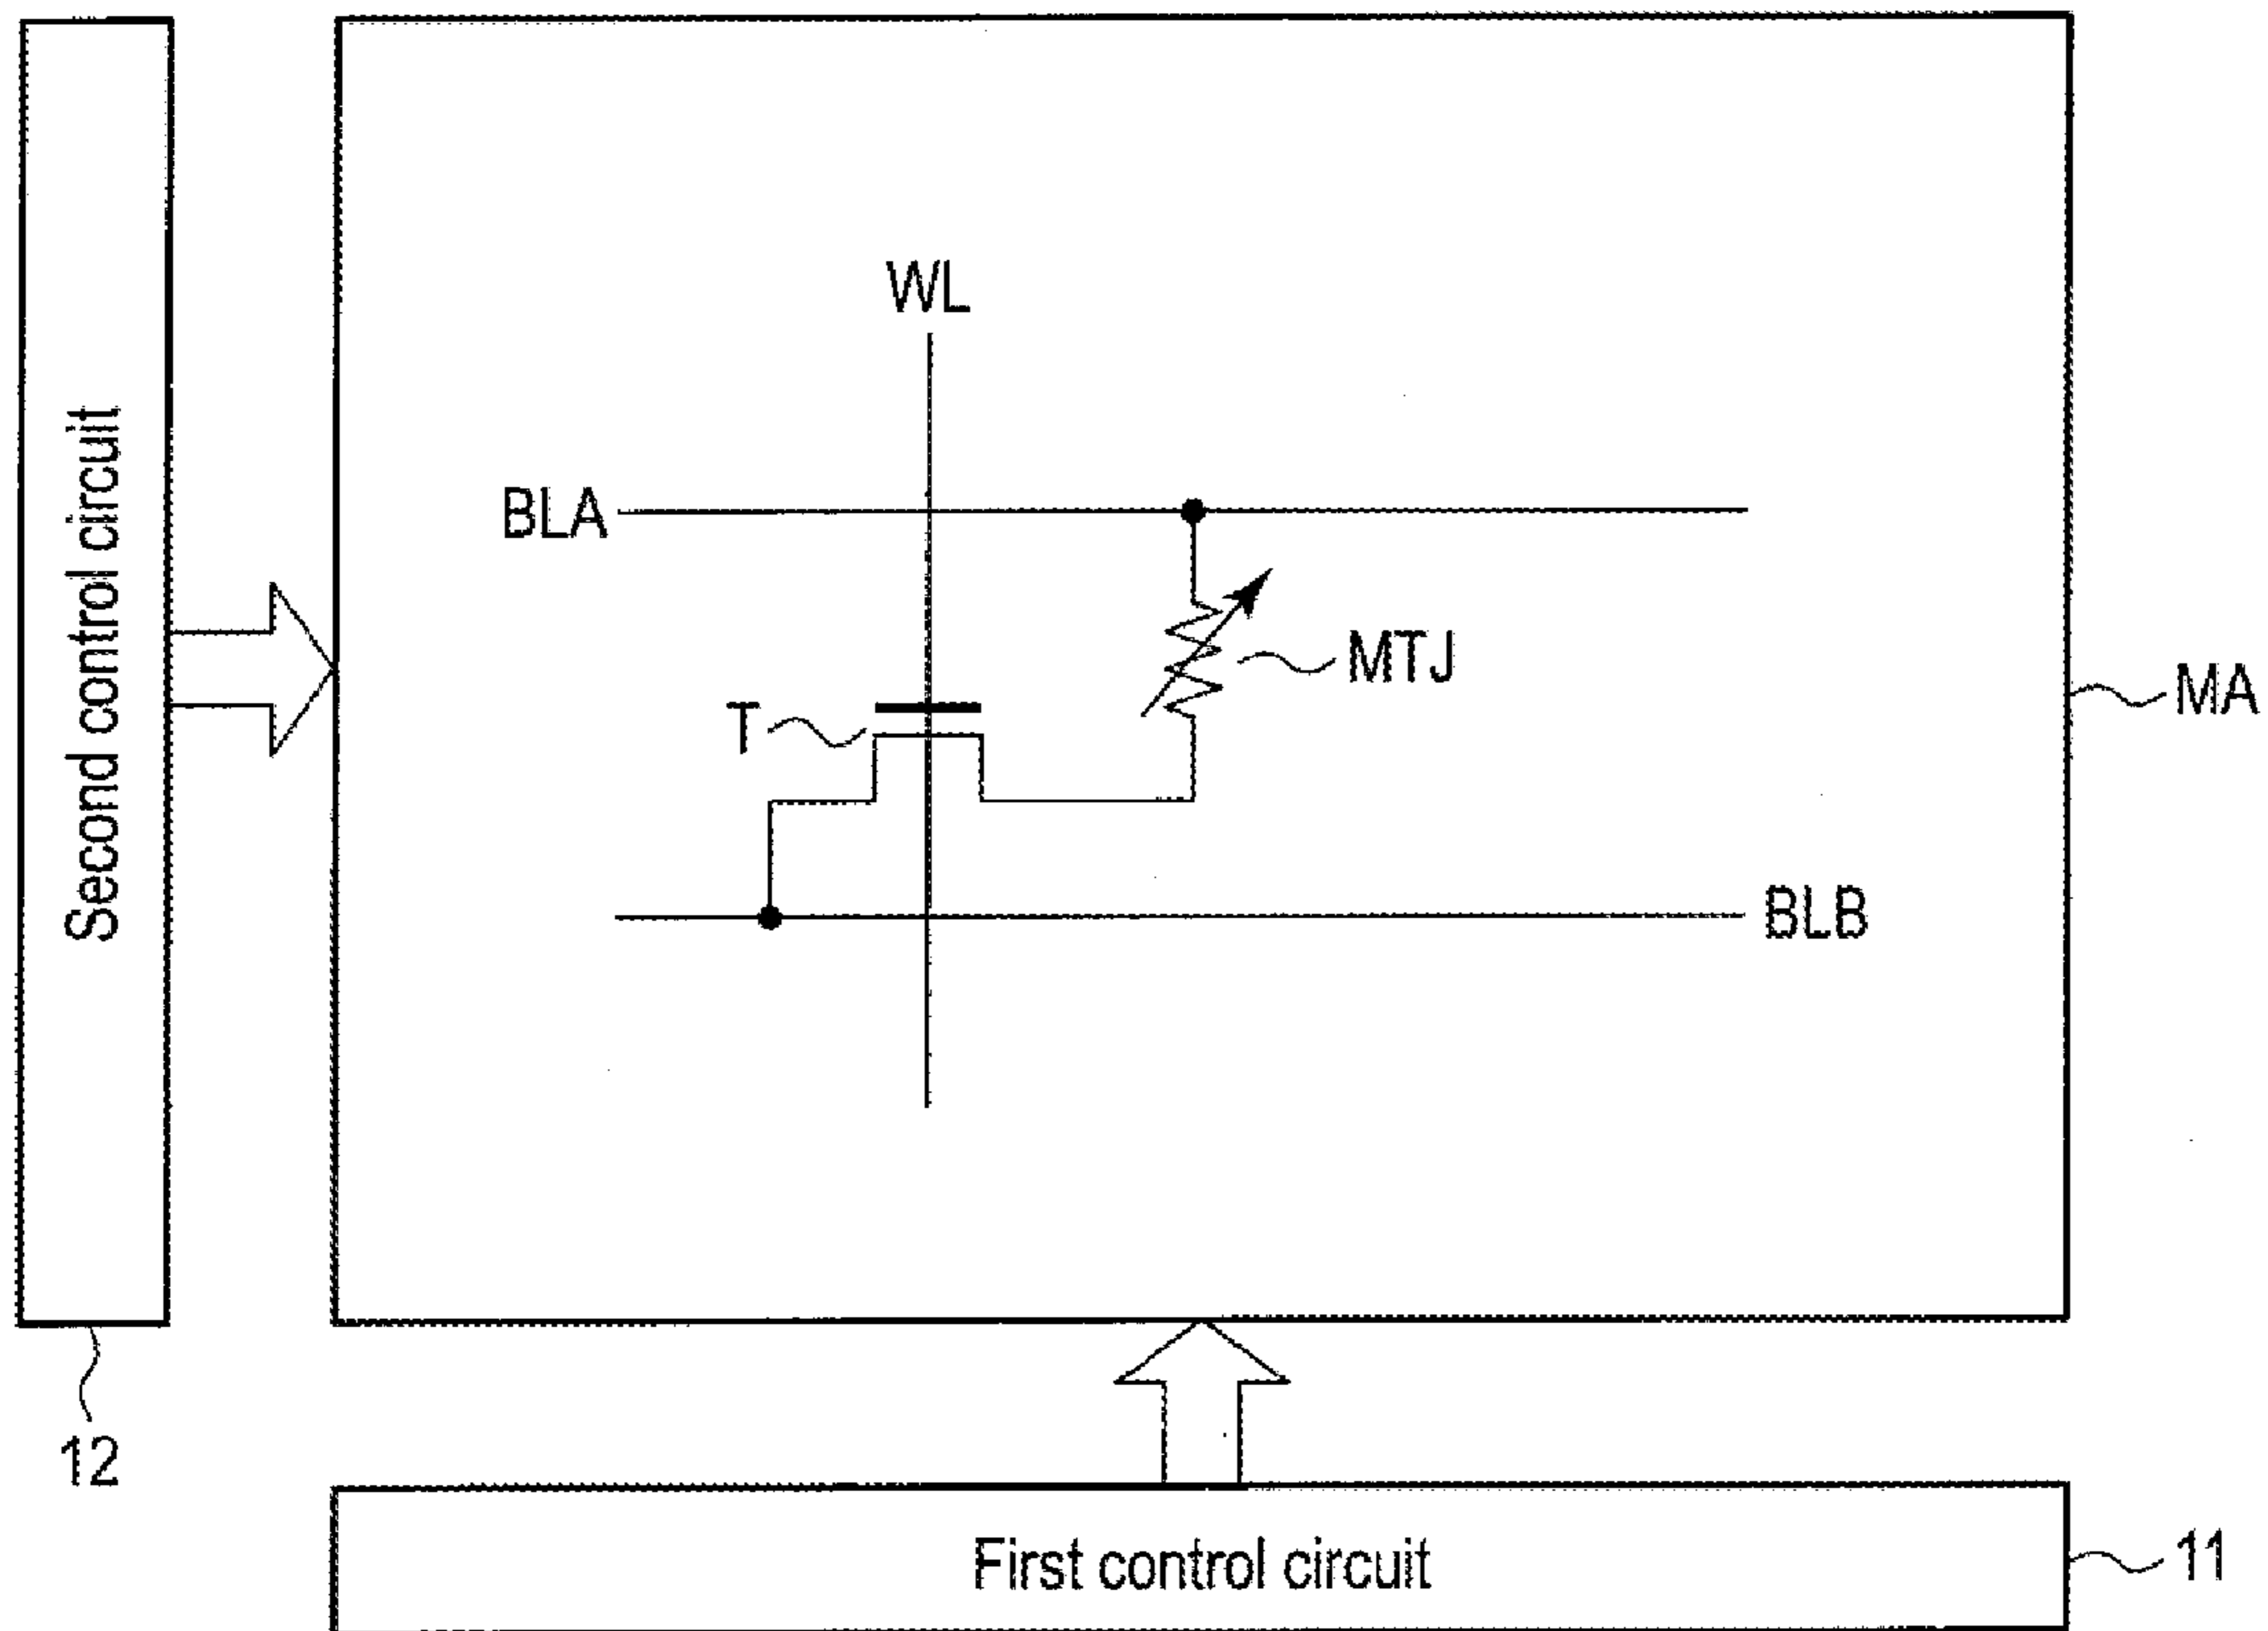 Second control circuit
WL
BLA
MTJ
T
MA
BLB
12
First control circuit
11